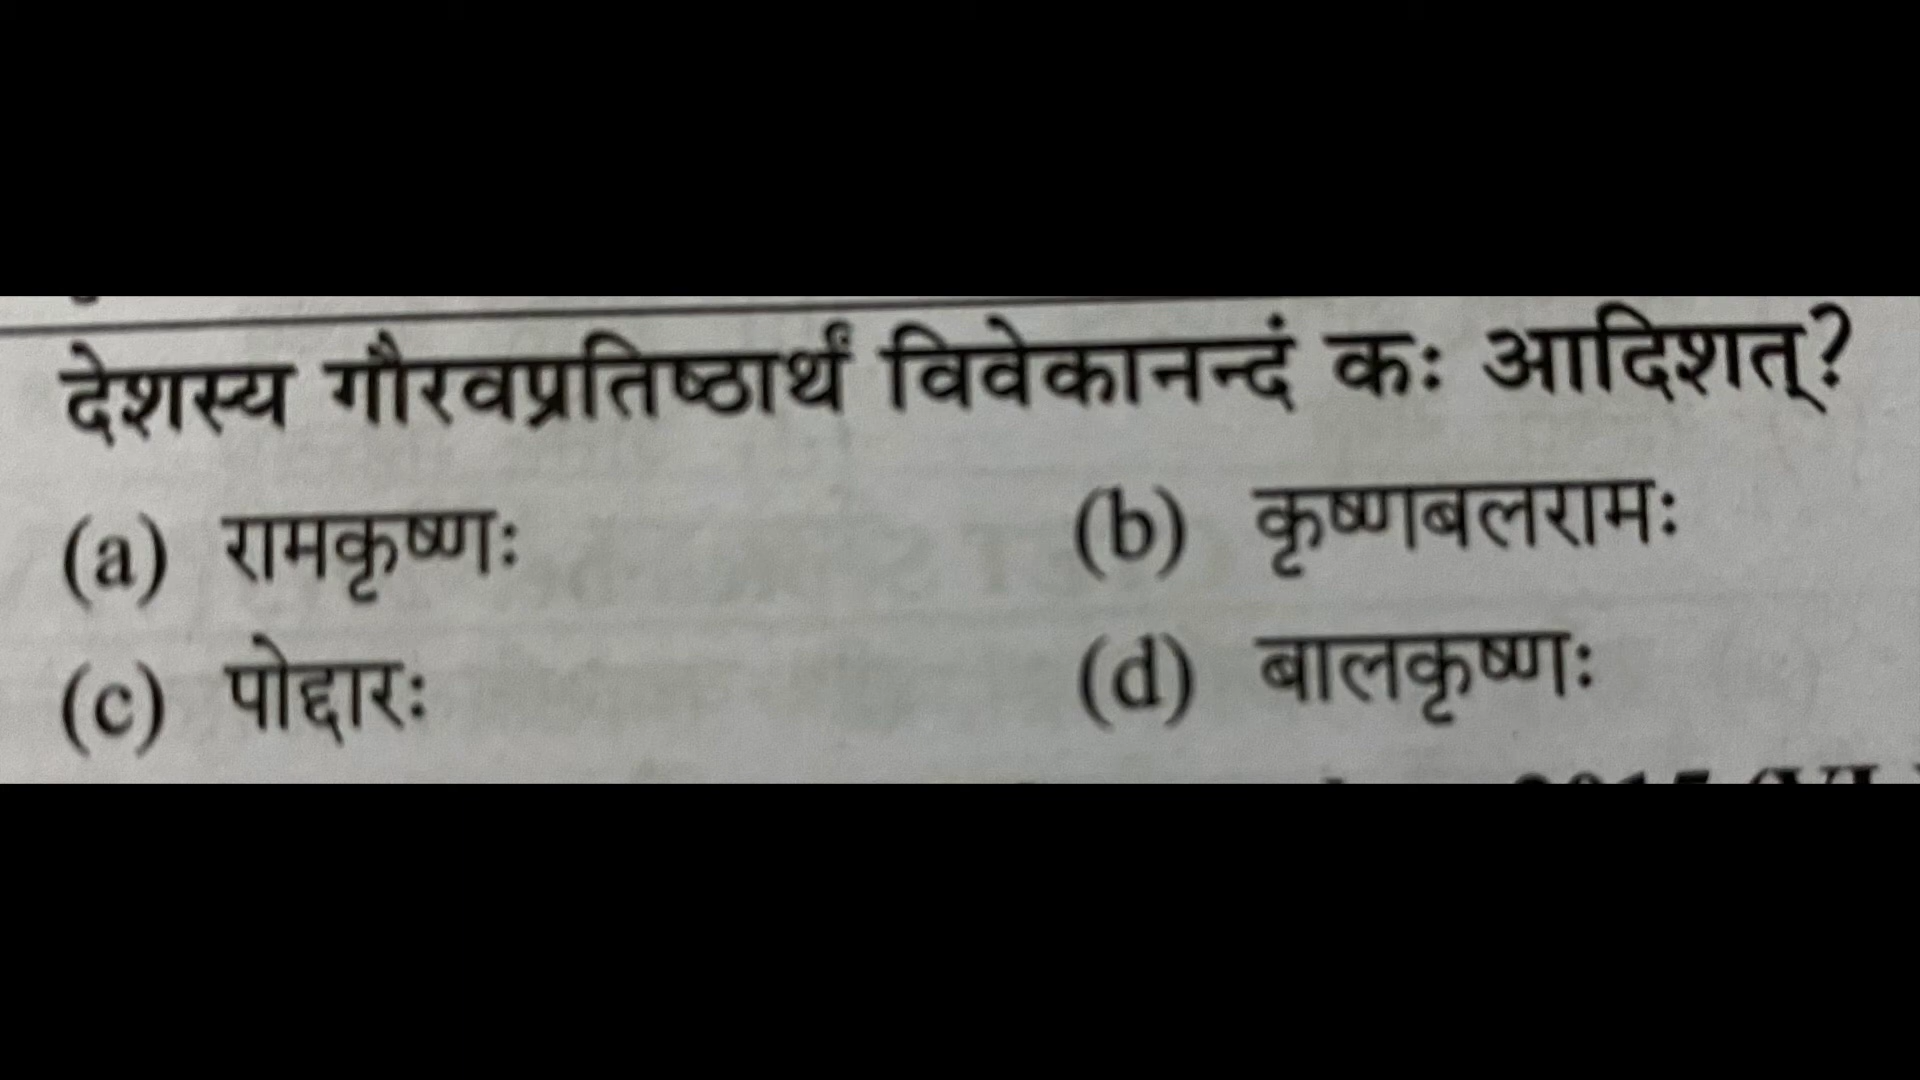 देशस्य गौरवप्रतिष्ठार्थं विवेकानन्दं कः आदिशत्?
(a) रामकृष्णः (b) कृष्णबलरामः
(c) पोद्दारः (d) बालकृष्णः